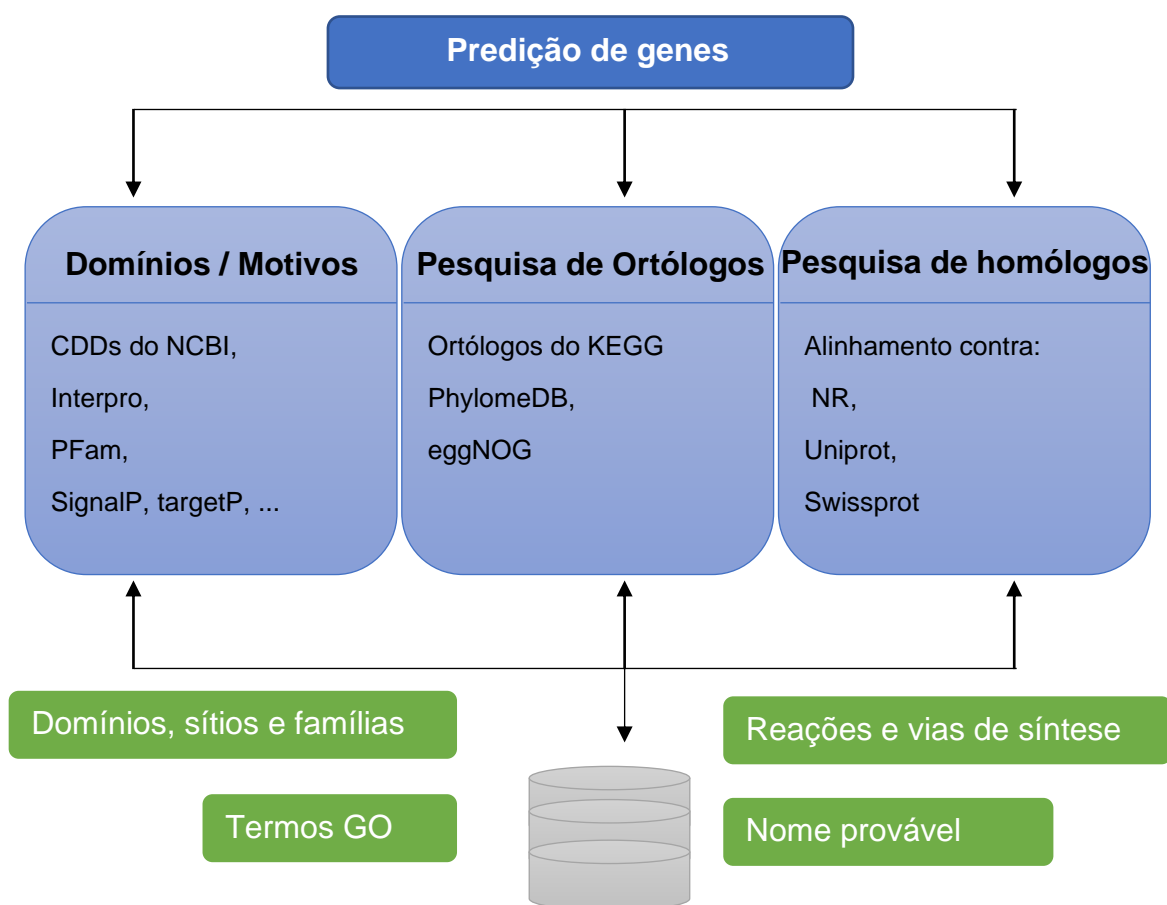 Predição de genes
Domínios / Motivos
CDDs do NCBI,
Interpro,
PFam,
SignalP, targetP, ...
Pesquisa de Ortólogos
Ortólogos do KEGG
PhylomeDB,
eggNOG
Pesquisa de homólogos
Alinhamento contra:
NR,
Uniprot,
Swissprot
Domínios, sítios e famílias
Reações e vias de síntese
Termos GO
Nome provável